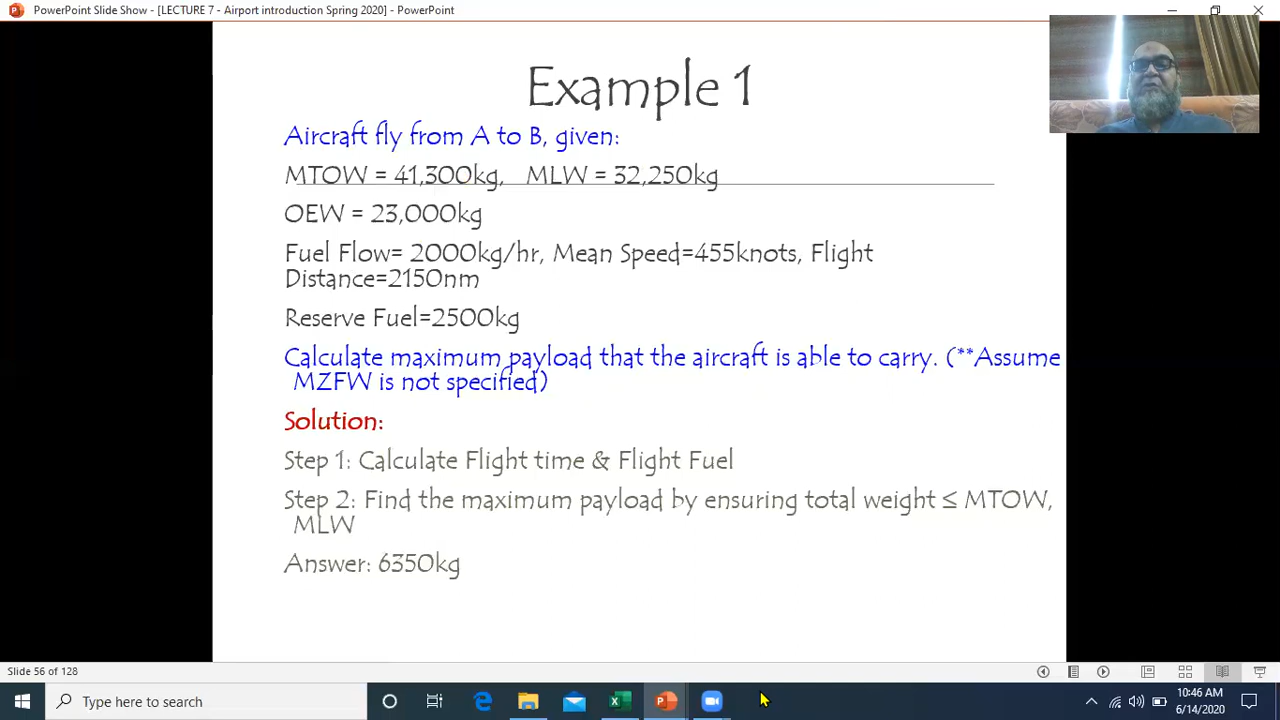 PowerPoint Slide Show - [LECTURE 7 - Airport introduction Spring 2020] - PowerPoint
Example 1
Aircraft fly from A to B, given:
MTOW = 41,300kg, MLW = 32,250kg
OEW = 23,000kg
Fuel Flow= 2000kg/hr, Mean Speed=455knots, Flight
Distance=2150nm
Reserve Fuel=2500kg
Calculate maximum payload that the aircraft is able to carry. (**Assume
MZFW is not specified)
Solution:
Step 1: Calculate Flight time & Flight Fuel
Step 2: Find the maximum payload by ensuring total weight ≤ MTOW,
MLW
Answer: 6350kg
Slide 56 of 128
Type here to search
10:46 AM
6/14/2020